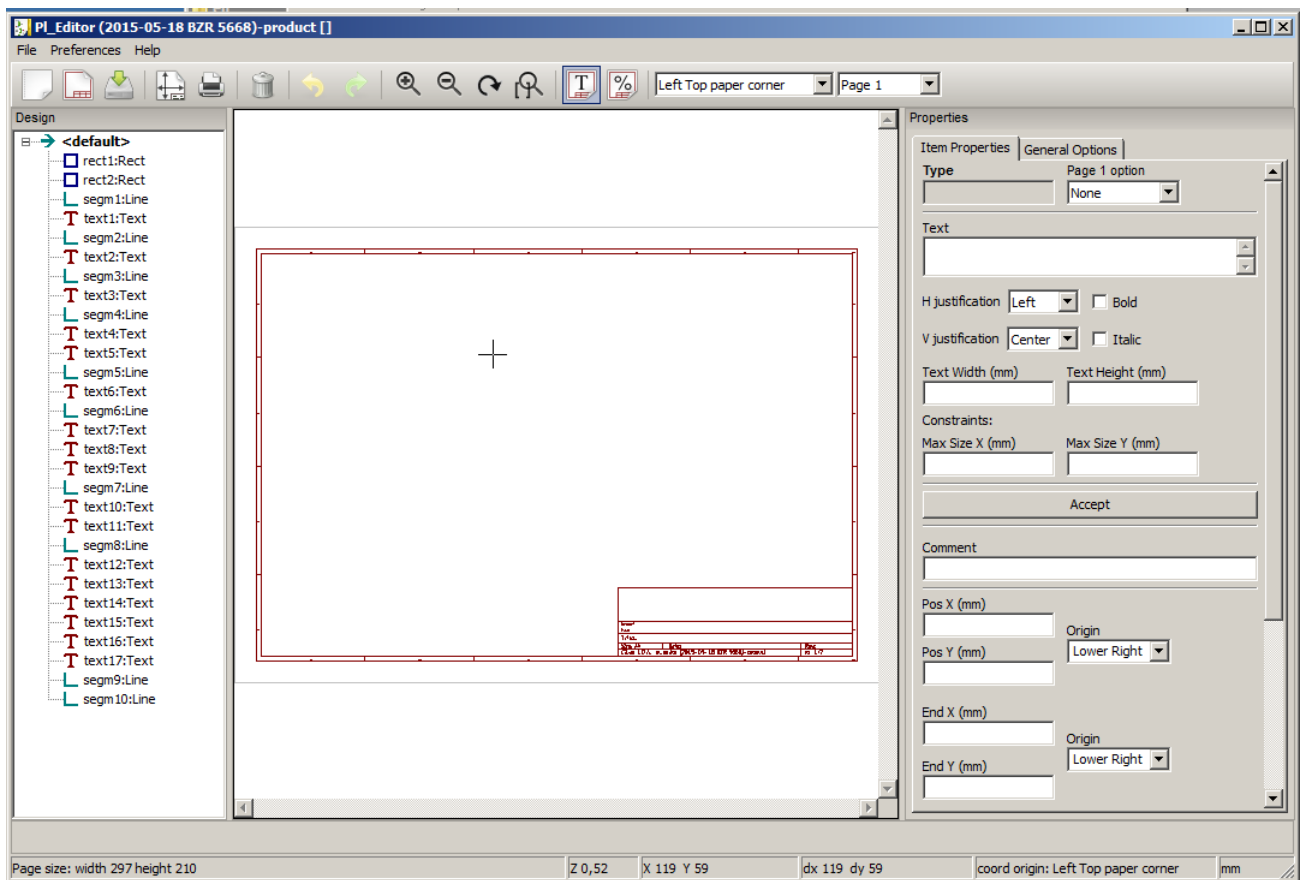 Pl_Editor (2015-05-18 BZR 5668)-product []
File Preferences Help
T % Left Top paper corner Page 1
Design
<default>
rect1:Rect
rect2:Rect
segm1:Line
text1:Text
segm2:Line
text2:Text
segm3:Line
text3:Text
segm4:Line
text4:Text
text5:Text
segm5:Line
text6:Text
segm6:Line
text7:Text
text8:Text
text9:Text
segm7:Line
text10:Text
text11:Text
segm8:Line
text12:Text
text13:Text
text14:Text
text15:Text
text16:Text
text17:Text
segm9:Line
segm10:Line
Properties
Item Properties General Options
Type Page 1 option
None
Text
H justification Left Bold
V justification Center Italic
Text Width (mm) Text Height (mm)
Constraints:
Max Size X (mm) Max Size Y (mm)
Accept
Comment
Pos X (mm)
Origin
Pos Y (mm) Lower Right
End X (mm)
Origin
End Y (mm) Lower Right
Page size: width 297 height 210 Z 0,52 X 119 Y 59 dx 119 dy 59 coord origin: Left Top paper corner mm